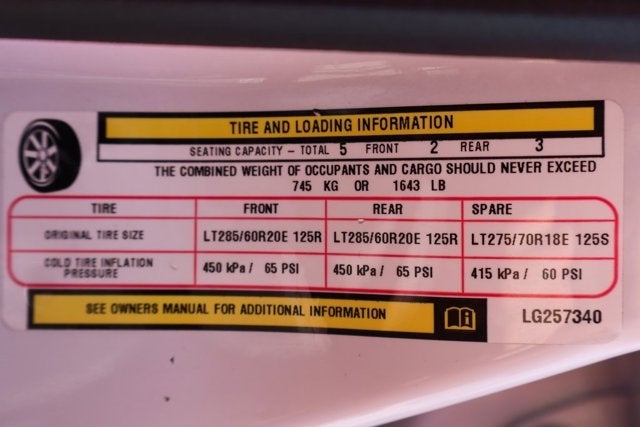 TIRE AND LOADING INFORMATION
SEATING CAPACITY – TOTAL 5 FRONT 2 REAR 3
THE COMBINED WEIGHT OF OCCUPANTS AND CARGO SHOULD NEVER EXCEED
745 KG OR 1643 LB
TIRE FRONT REAR SPARE
ORIGINAL TIRE SIZE LT285/60R20E 125R LT285/60R20E 125R LT275/70R18E 125S
COLD TIRE INFLATION PRESSURE 450 kPa / 65 PSI 450 kPa / 65 PSI 415 kPa / 60 PSI
SEE OWNERS MANUAL FOR ADDITIONAL INFORMATION
LG257340